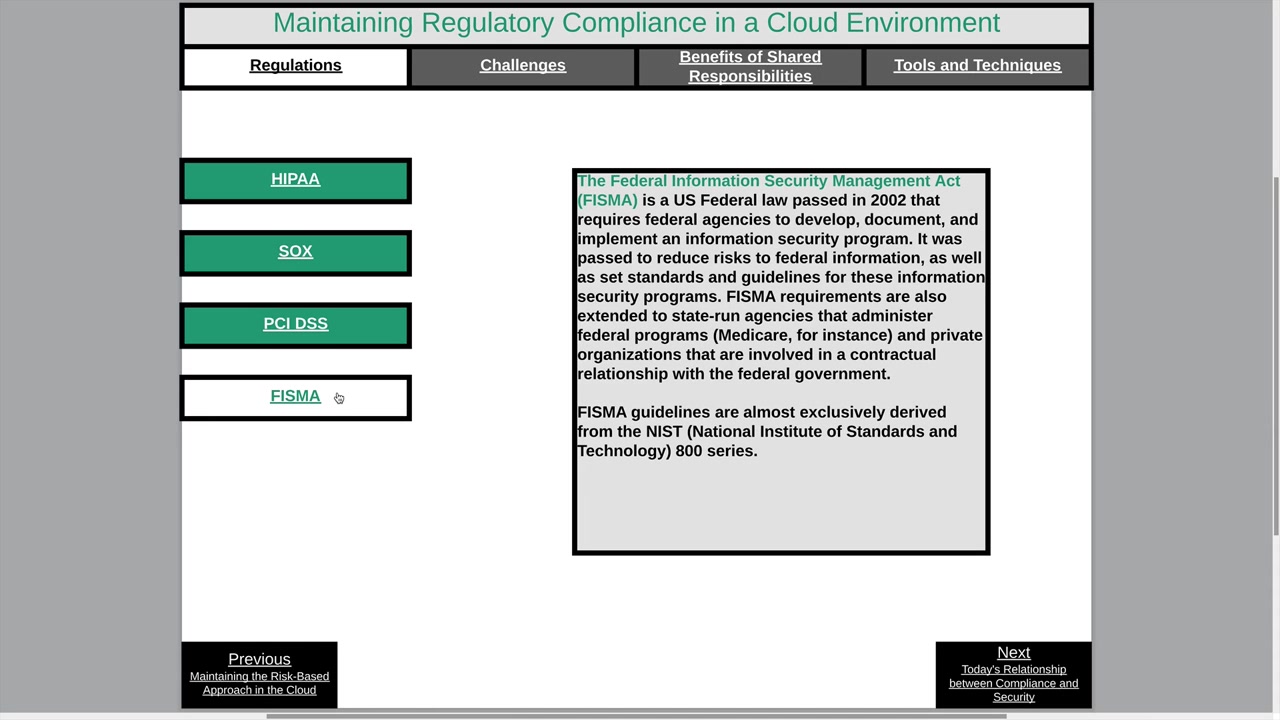 Maintaining Regulatory Compliance in a Cloud Environment
Regulations
Challenges
Benefits of Shared
Responsibilities
Tools and Techniques
HIPAA
SOX
PCI DSS
FISMA
The Federal Information Security Management Act
(FISMA) is a US Federal law passed in 2002 that
requires federal agencies to develop, document, and
implement an information security program. It was
passed to reduce risks to federal information, as well
as set standards and guidelines for these information
security programs. FISMA requirements are also
extended to state-run agencies that administer
federal programs (Medicare, for instance) and private
organizations that are involved in a contractual
relationship with the federal government.
FISMA guidelines are almost exclusively derived
from the NIST (National Institute of Standards and
Technology) 800 series.
Previous
Maintaining the Risk-Based
Approach in the Cloud
Next
Today's Relationship
between Compliance and
Security